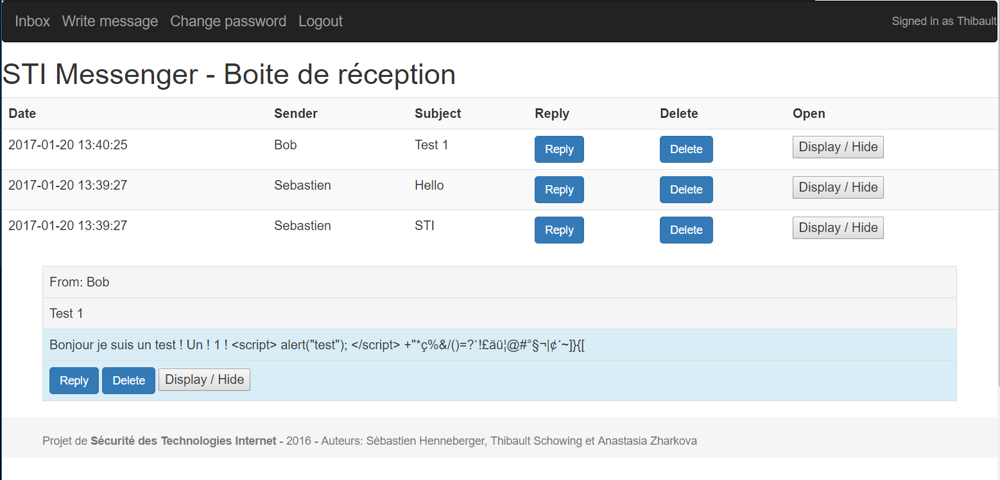 Inbox Write message Change password Logout Signed in as Thibault
STI Messenger - Boite de réception
Date Sender Subject Reply Delete Open
2017-01-20 13:40:25 Bob Test 1 Reply Delete Display / Hide
2017-01-20 13:39:27 Sebastien Hello Reply Delete Display / Hide
2017-01-20 13:39:27 Sebastien STI Reply Delete Display / Hide
From: Bob
Test 1
Bonjour je suis un test ! Un ! 1 ! <script> alert("test"); </script> +"*ç%&/()=?`!£äü¦@#°§¬|¢´~]}{[
Reply Delete Display / Hide
Projet de Sécurité des Technologies Internet - 2016 - Auteurs: Sébastien Henneberger, Thibault Schowing et Anastasia Zharkova